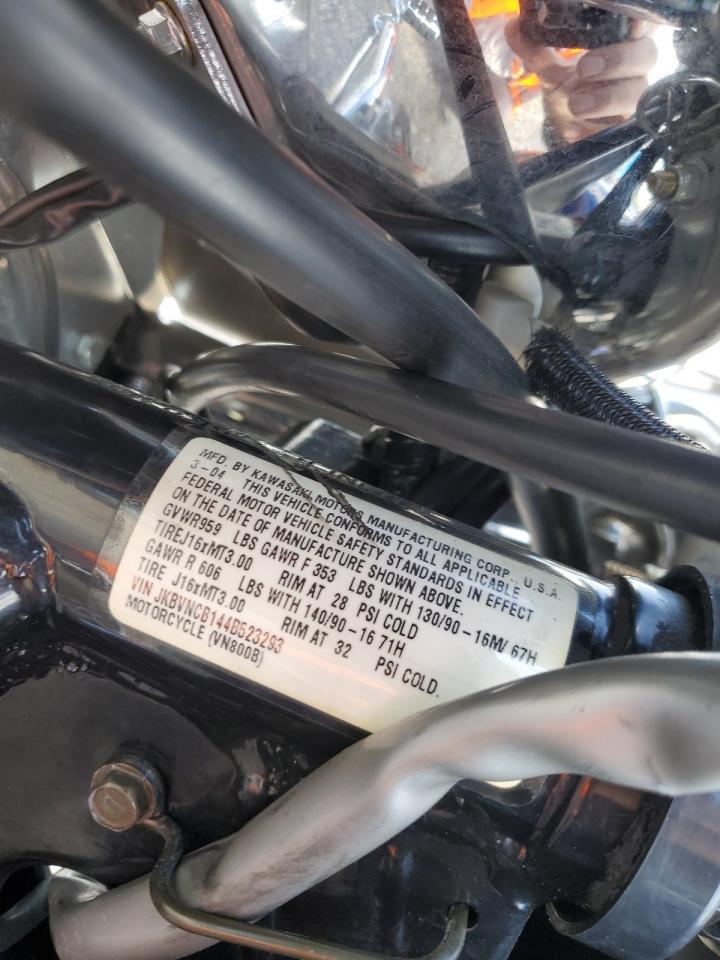 MFD. BY KAWASAKI MOTORS MANUFACTURING CORP., U.S.A
3-04 THIS VEHICLE CONFORMS TO ALL APPLICABLE
FEDERAL MOTOR VEHICLE SAFETY STANDARDS IN EFFECT
ON THE DATE OF MANUFACTURE SHOWN ABOVE.
GVWR959 LBS GAWR F 353 LBS WITH 130/90-16M/ 67H
TIREJ16xMT3.00 RIM AT 28 PSI COLD
GAWR R 606 LBS WITH 140/90-16 71H
TIRE J16xMT3.00 RIM AT 32 PSI COLD.
VIN JKBVNCB144B523293
MOTORCYCLE (VN800B)